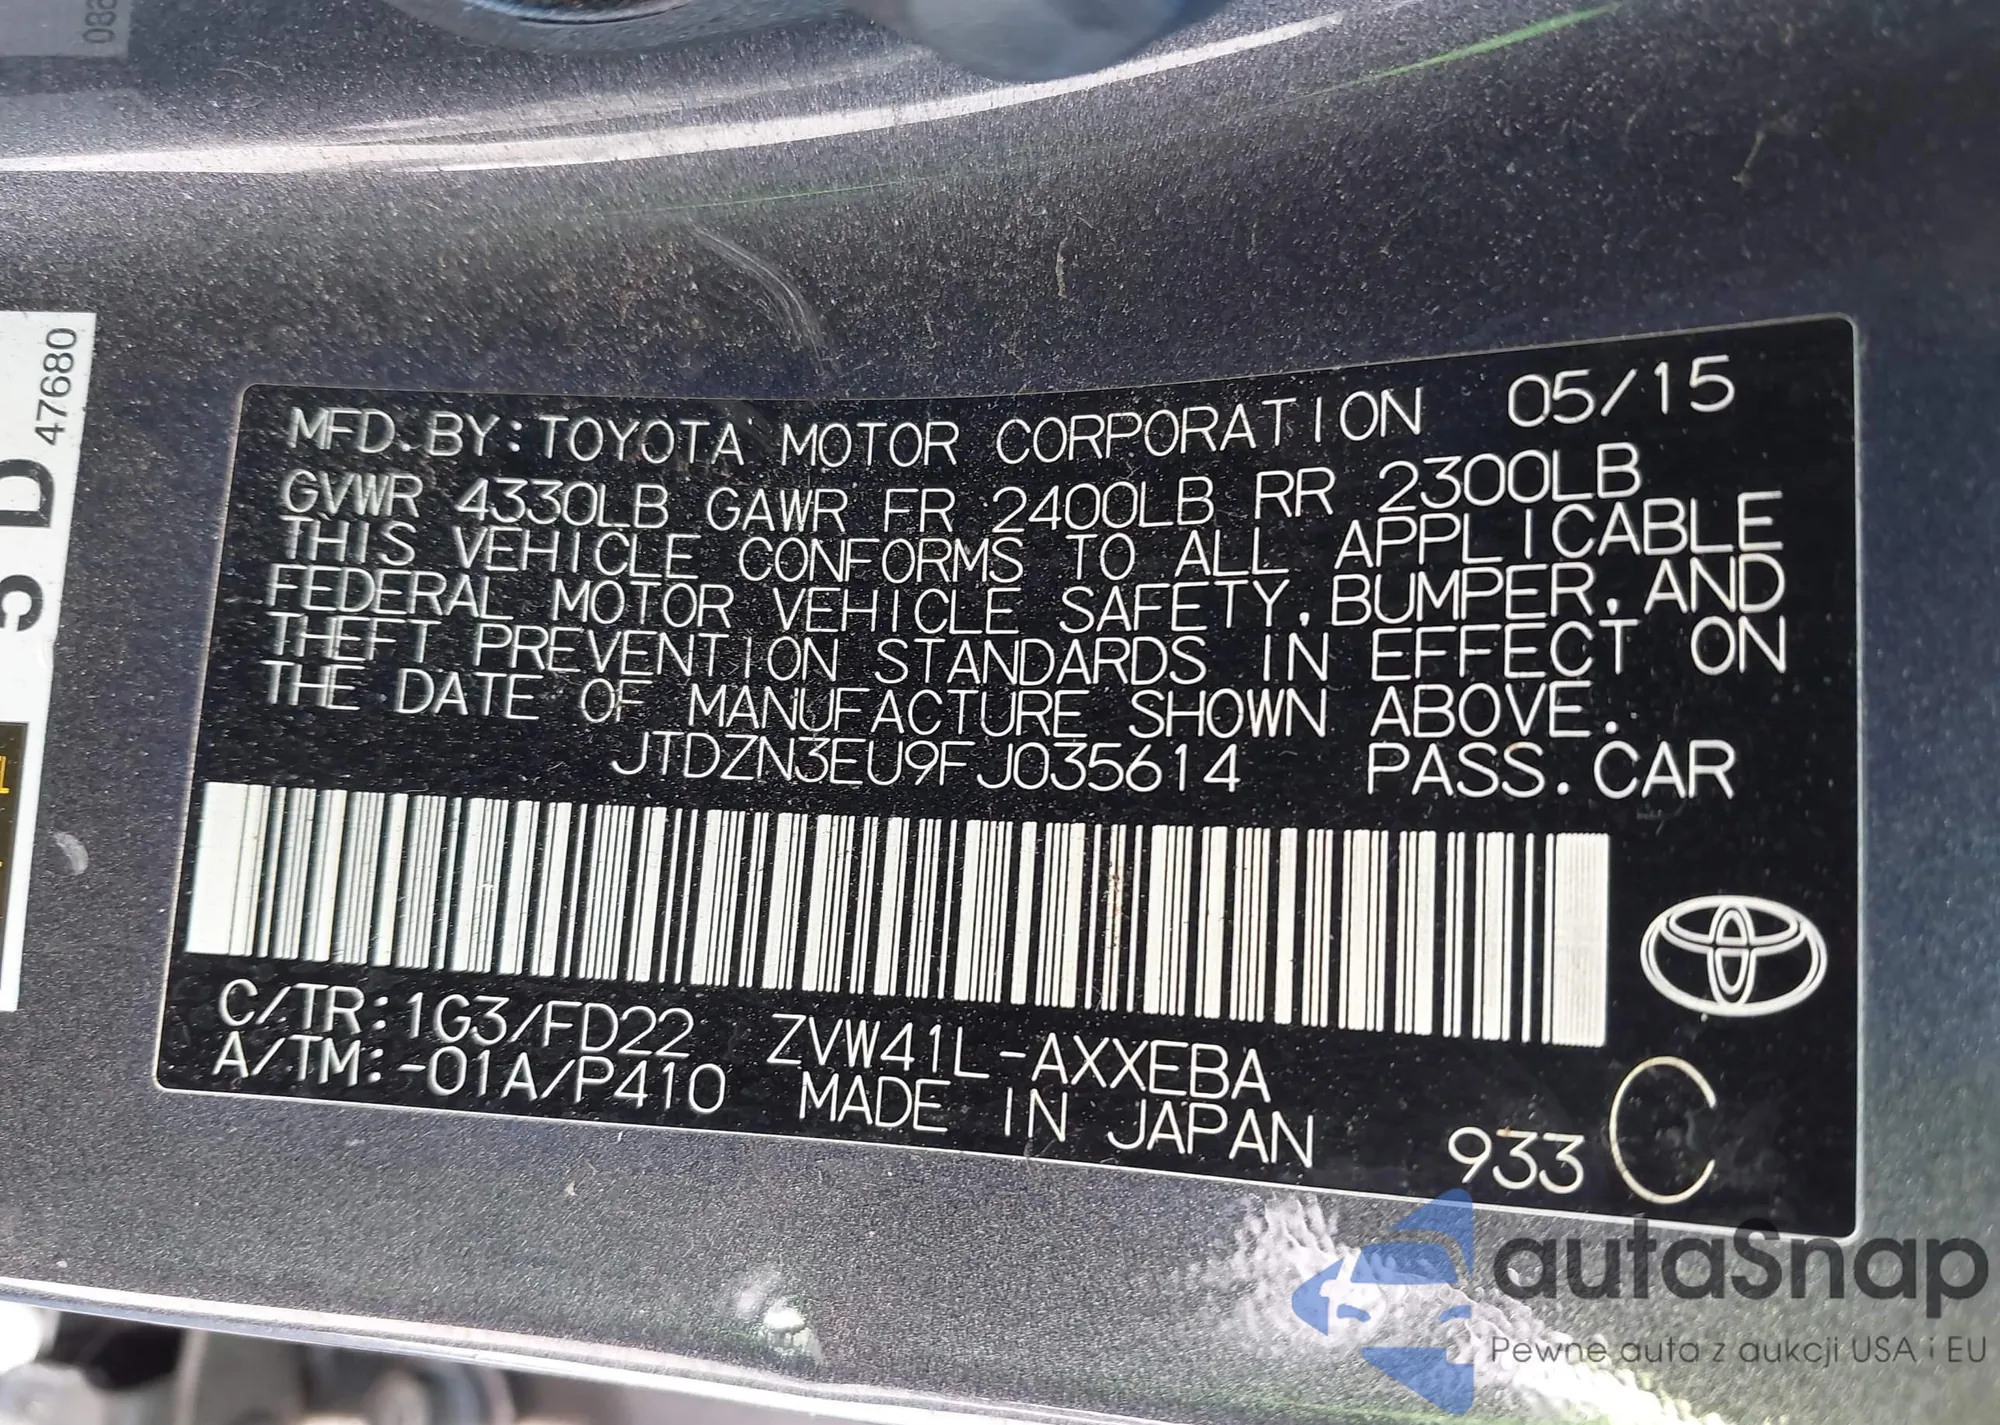 MFD. BY: TOYOTA MOTOR CORPORATION 05/15
GVWR 4330LB GAWR FR 2400LB RR 2300LB
THIS VEHICLE CONFORMS TO ALL APPLICABLE
FEDERAL MOTOR VEHICLE SAFETY, BUMPER, AND
THEFT PREVENTION STANDARDS IN EFFECT ON
THE DATE OF MANUFACTURE SHOWN ABOVE.
JTDZN3EU9FJ035614 PASS. CAR
C/TR: 1G3/FD22 ZVW41L-AXXEBA
A/TM: -01A/P410 MADE IN JAPAN 933 C
47680
autaSnap
Pewne auta z aukcji USA i EU